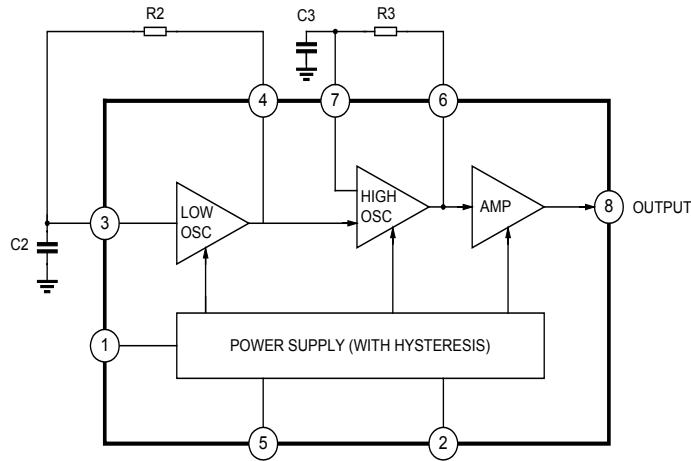 C3
R3
R2
4
7
6
LOW
OSC
HIGH
OSC
AMP
8
OUTPUT
3
C2
1
POWER SUPPLY (WITH HYSTERESIS)
5
2